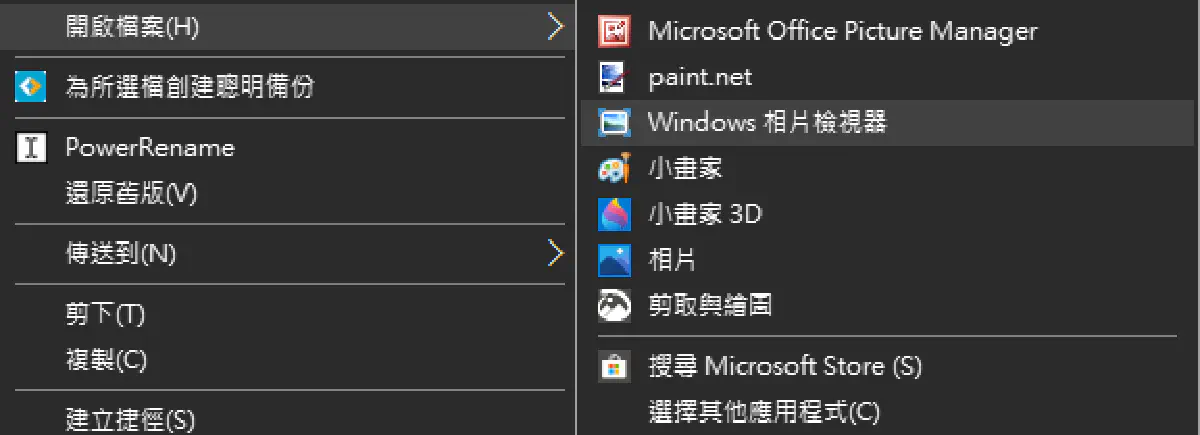 開啟檔案(H)
為所選檔創建聰明備份
PowerRename
還原舊版(V)
傳送到(N)
剪下(T)
複製(C)
建立捷徑(S)
Microsoft Office Picture Manager
paint.net
Windows 相片檢視器
小畫家
小畫家 3D
相片
剪取與繪圖
搜尋 Microsoft Store (S)
選擇其他應用程式(C)